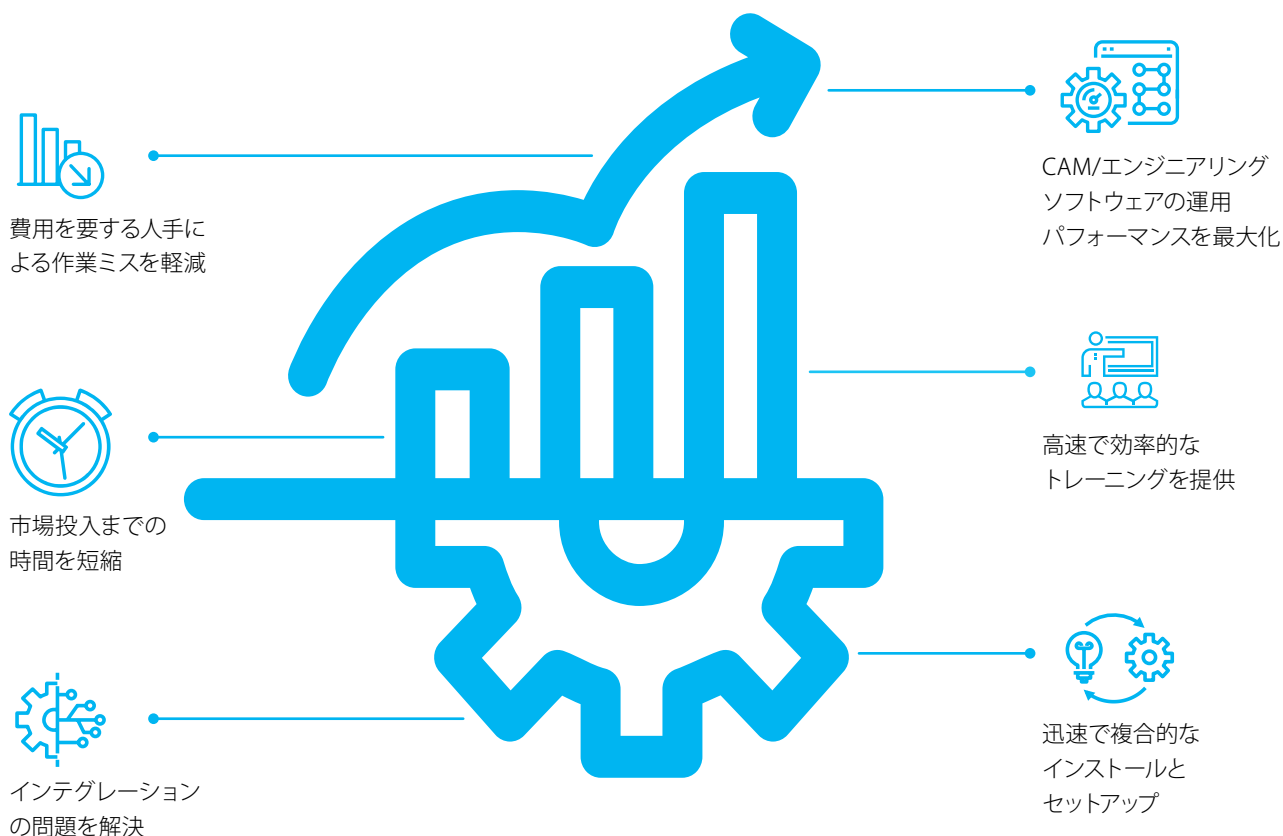 費用を要する人手に
よる作業ミスを軽減
市場投入までの
時間を短縮
インテグレーション
の問題を解決
CAM/エンジニアリング
ソフトウェアの運用
パフォーマンスを最大化
高速で効率的な
トレーニングを提供
迅速で複合的な
インストールと
セットアップ